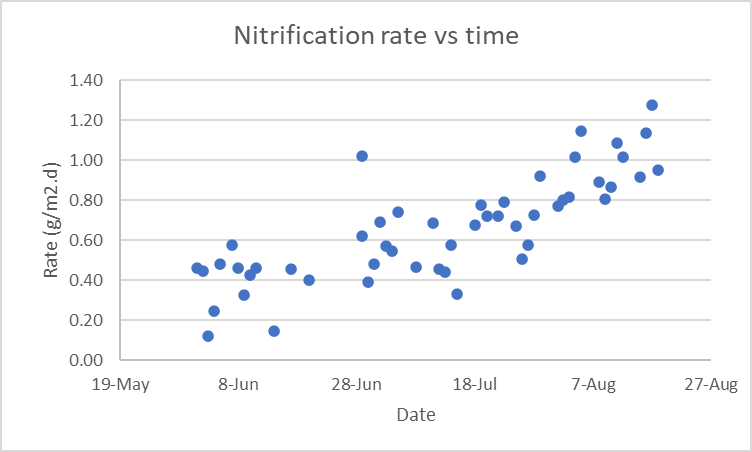 Nitrification rate vs time
1.40
1.20
1.00
0.80
0.60
0.40
0.20
0.00
Rate (g/m2.d)
19-May 8-Jun 28-Jun 18-Jul 7-Aug 27-Aug
Date